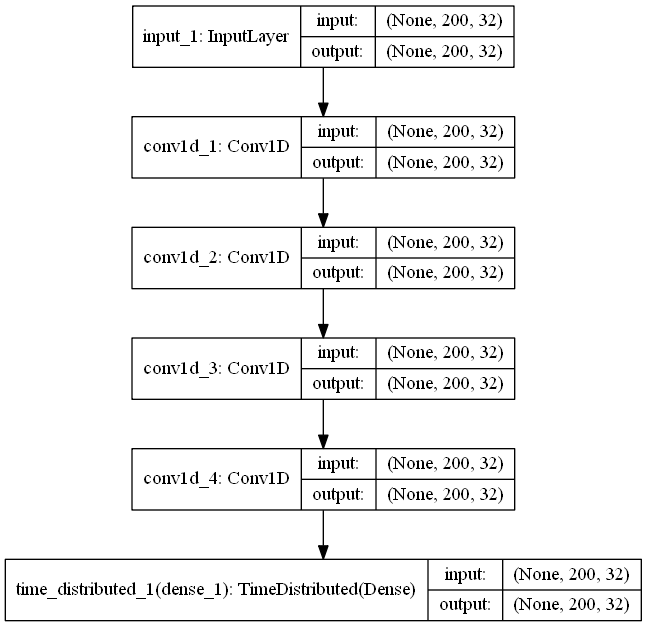 input_1: InputLayer input: (None, 200, 32)
output: (None, 200, 32)
conv1d_1: Conv1D input: (None, 200, 32)
output: (None, 200, 32)
conv1d_2: Conv1D input: (None, 200, 32)
output: (None, 200, 32)
conv1d_3: Conv1D input: (None, 200, 32)
output: (None, 200, 32)
conv1d_4: Conv1D input: (None, 200, 32)
output: (None, 200, 32)
time_distributed_1(dense_1): TimeDistributed(Dense) input: (None, 200, 32)
output: (None, 200, 32)